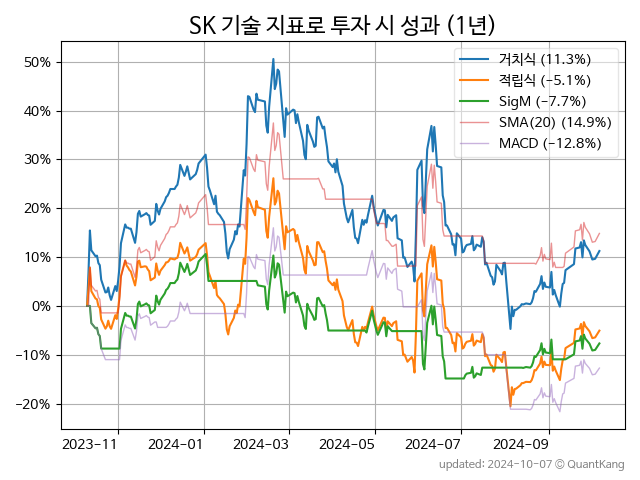 SK 기술 지표로 투자 시 성과 (1년)
거치식 (11.3%)
적립식 (−5.1%)
SigM (−7.7%)
SMA(20) (14.9%)
MACD (−12.8%)
50%
40%
30%
20%
10%
0%
−10%
−20%
2023−11 2024−01 2024−03 2024−05 2024−07 2024−09
updated: 2024-10-07 © QuantKang